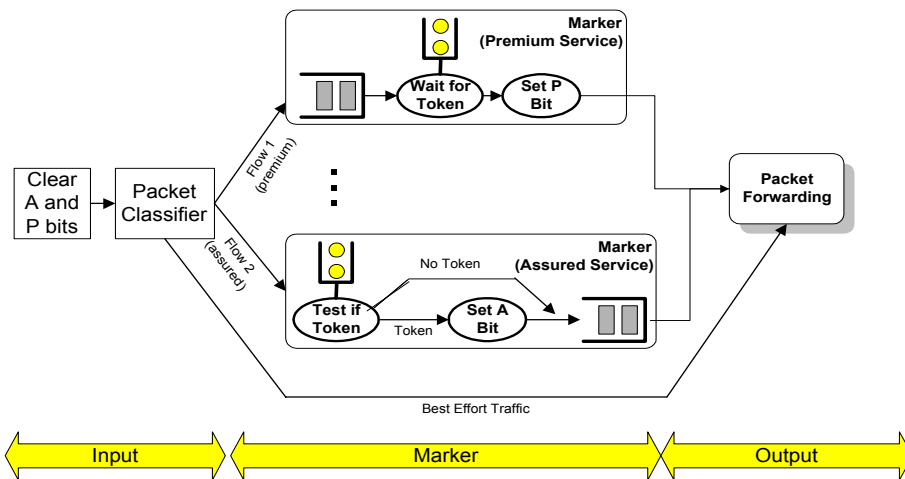 Marker
(Premium Service)
Wait for
Token
Set P
Bit
Flow 1
(premium)
Clear
A and
P bits
Packet
Classifier
Packet
Forwarding
Flow 2
(assured)
Marker
(Assured Service)
No Token
Test if
Token
Token
Set A
Bit
Best Effort Traffic
Input
Marker
Output